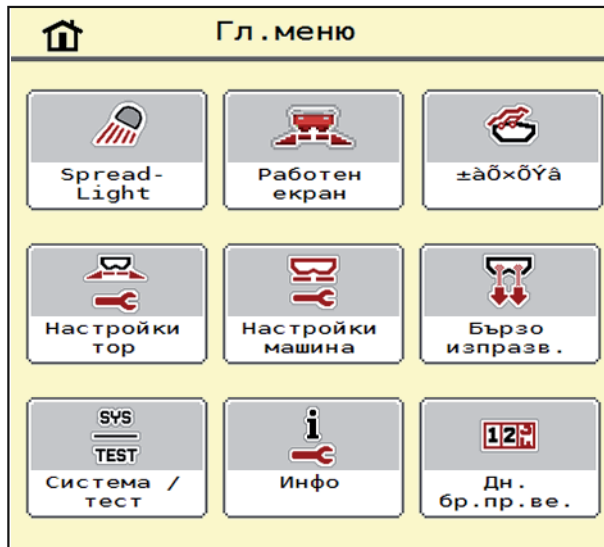 Гл.меню
Spread-
Light
Работен
екран
±àÕ×ÕÝâ
Настройки
тор
Настройки
машина
Бързо
изпразв.
SYS
TEST
Система /
тест
i
Инфо
12
Дн.
бр.пр.ве.